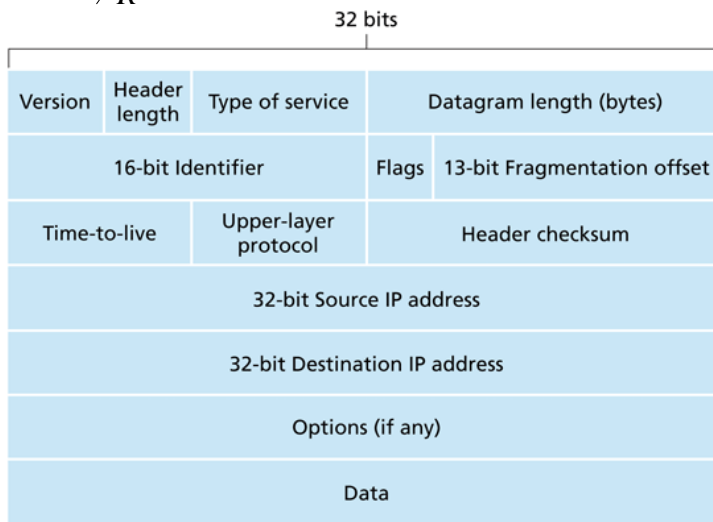 32 bits
Version
Header
length
Type of service
Datagram length (bytes)
16-bit Identifier
Flags
13-bit Fragmentation offset
Time-to-live
Upper-layer
protocol
Header checksum
32-bit Source IP address
32-bit Destination IP address
Options (if any)
Data